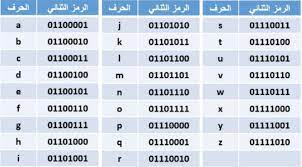 الحرف الرمز الثنائي الحرف الرمز الثنائي الحرف الرمز الثنائي
a 01100001 j 01101010 s 01110011
b 01100010 k 01101011 t 01110100
c 01100011 l 01101100 u 01110101
d 01100100 m 01101101 v 01110110
e 01100101 n 01101110 w 01110111
f 01100110 o 01101111 x 01111000
g 01100111 p 01110000 y 01111001
h 01101000 q 01110001 z 01111010
i 01101001 r 01110010